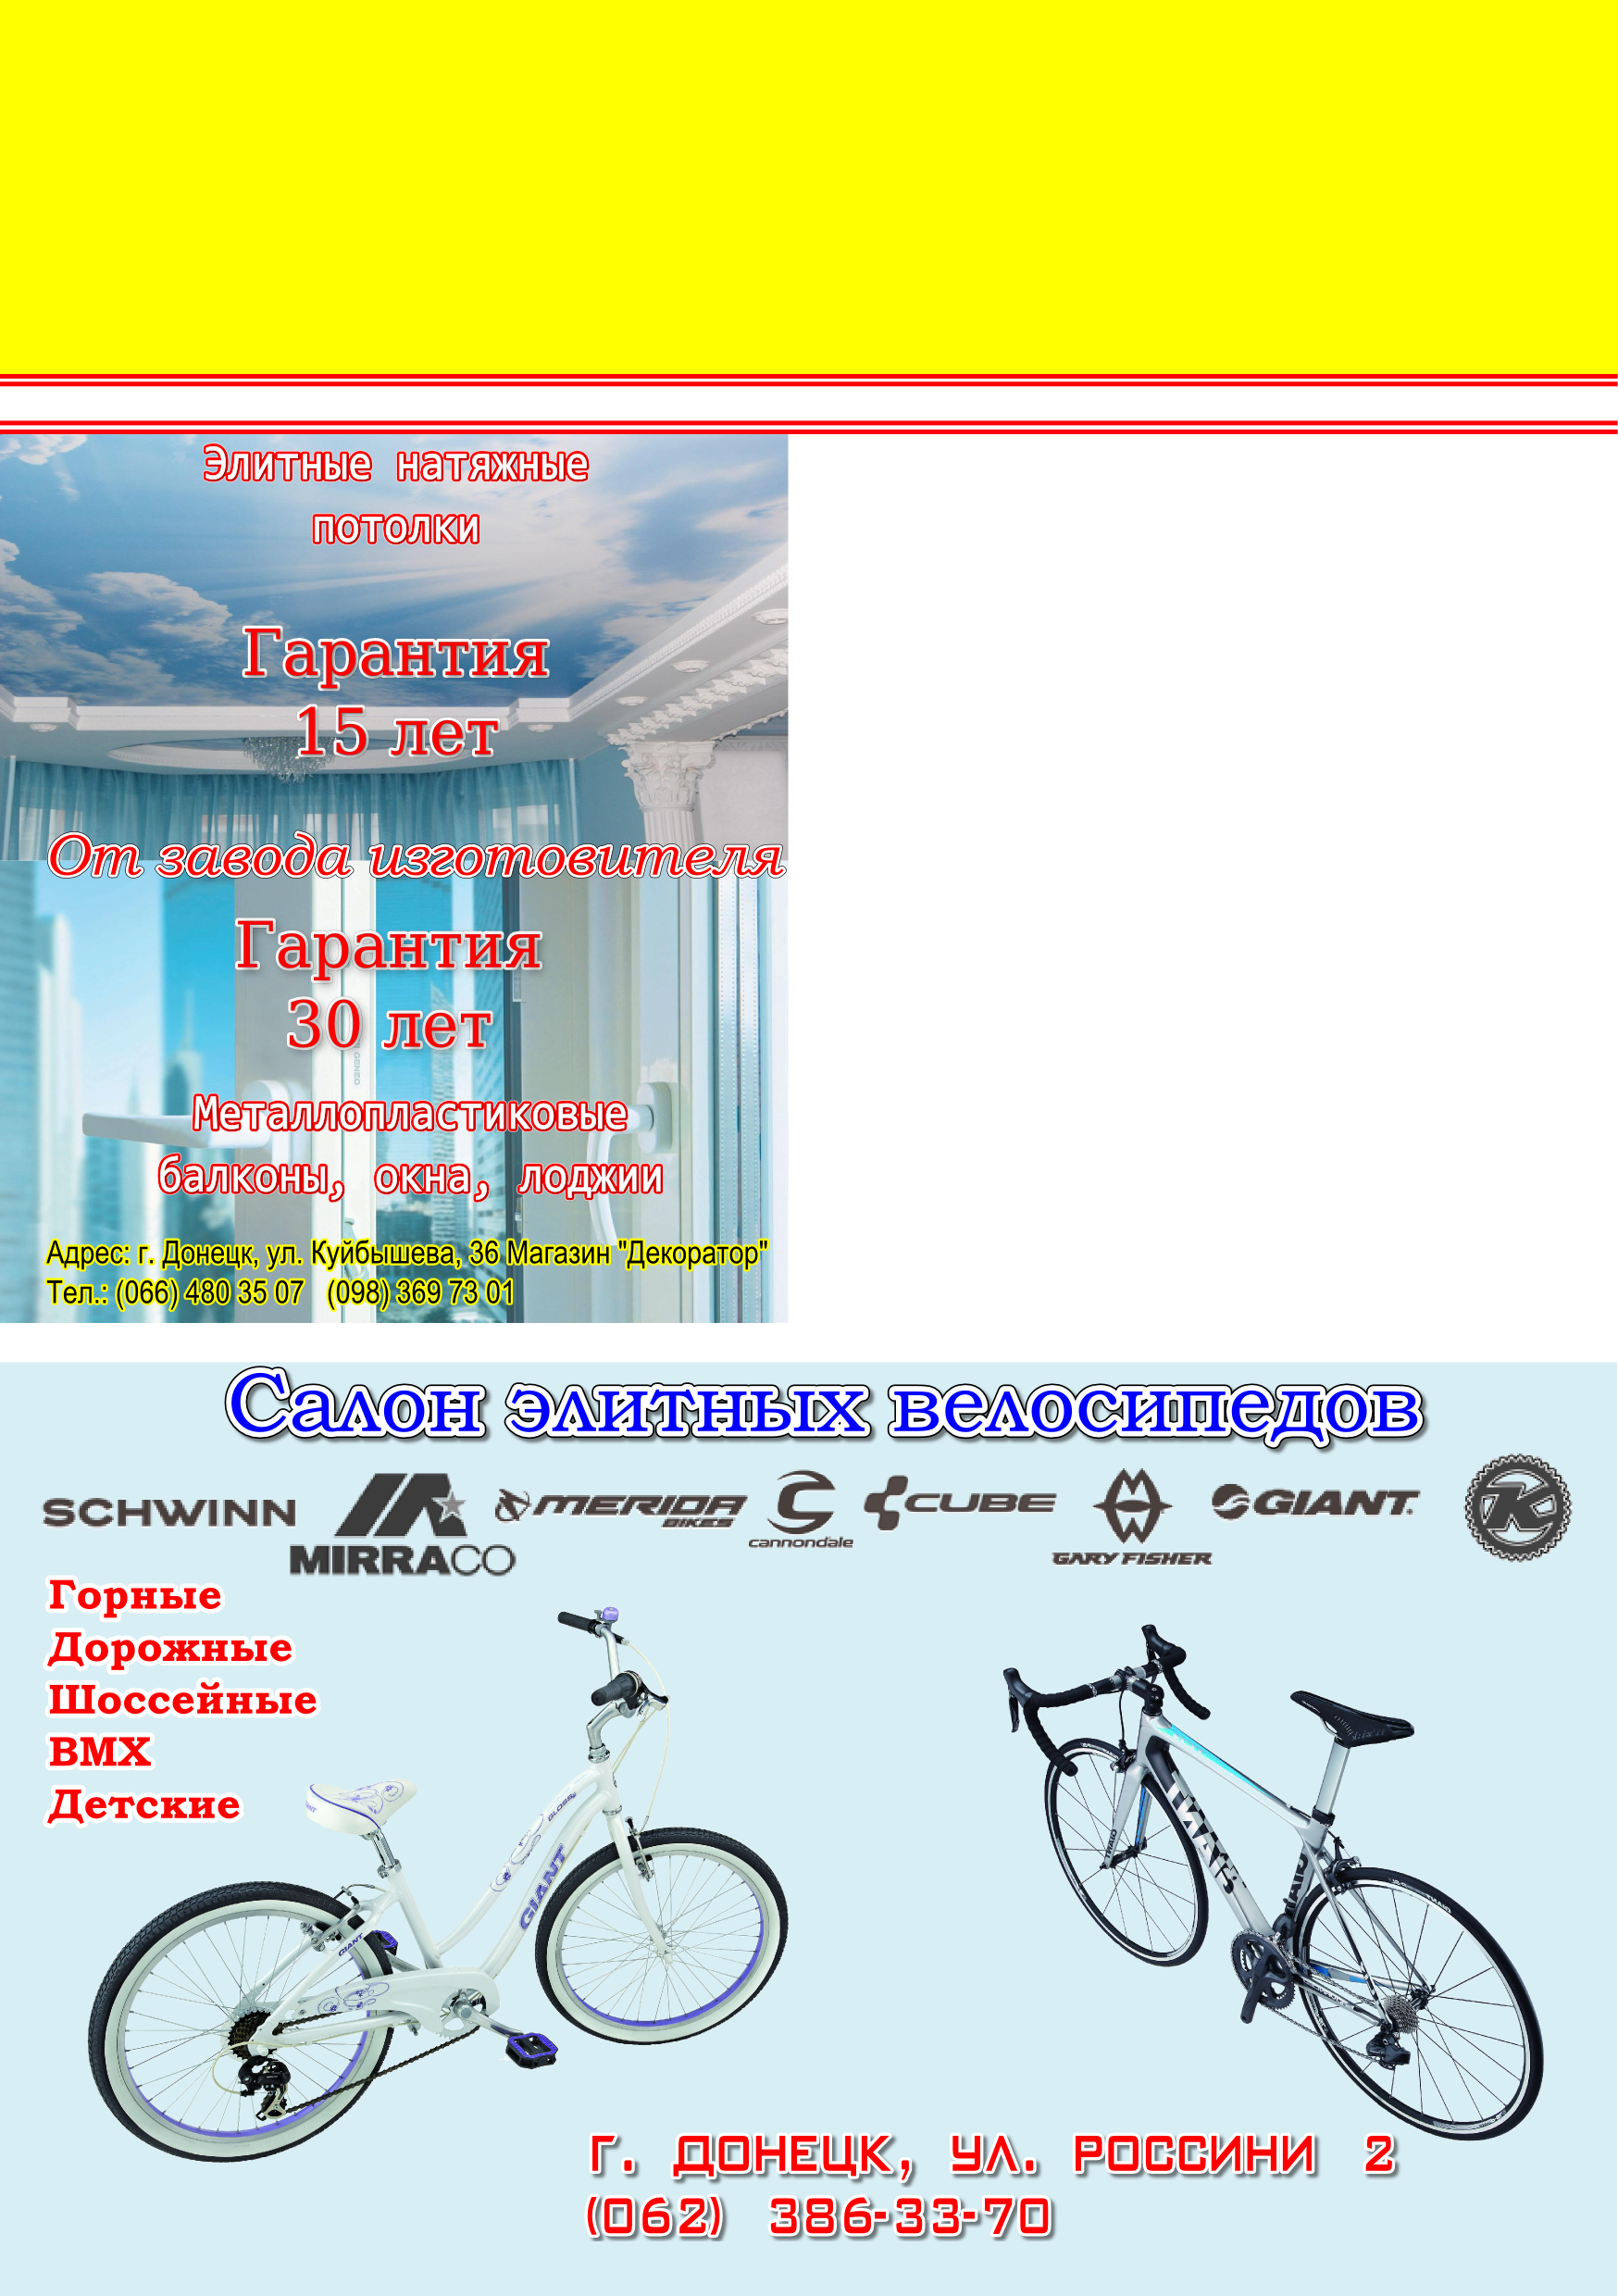 Элитные натяжные
потолки
Гарантия
15 лет
От завода изготовителя
Гарантия
30 лет
Металлопластиковые
балконы, окна, лоджии
Адрес: г. Донецк, ул. Куйбышева, 36 Магазин "Декоратор"
Тел.: (066) 480 35 07 (098) 369 73 01
Салон элитных велосипедов
SCHWINN
MIRRACO
MERIDA
BIKES
cannondale
CUBE
GARY FISHER
GIANT
K
Горные
Дорожные
Шоссейные
BMX
Детские
GIANT
GIANT
Г. ДОНЕЦК, УЛ. РОССИНИ 2
(062) 386-33-70